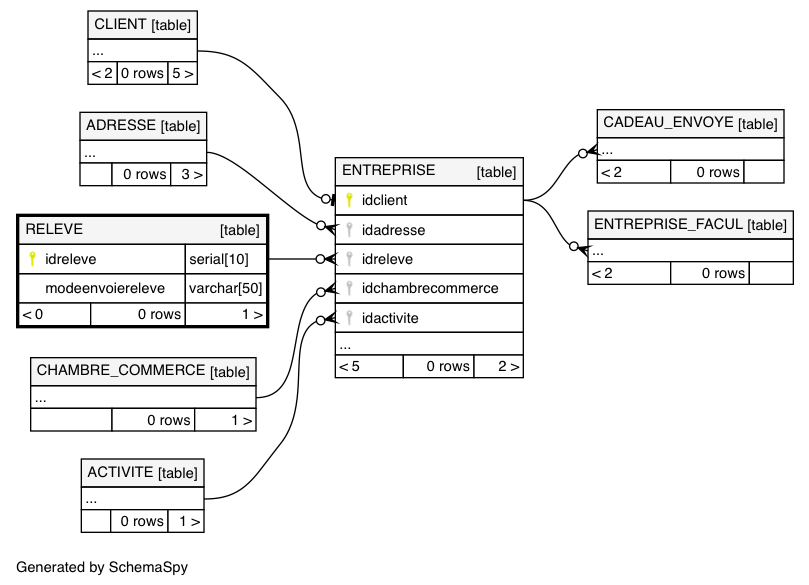 CLIENT [table]
...
< 2 0 rows 5 >
ADRESSE [table]
...
0 rows 3 >
RELEVE [table]
idreleve serial[10]
modeenvoiereleve varchar[50]
< 0 0 rows 1 >
CHAMBRE_COMMERCE [table]
...
0 rows 1 >
ACTIVITE [table]
...
0 rows 1 >
ENTREPRISE [table]
idclient
idadresse
idreleve
idchambrecommerce
idactivite
...
< 5 0 rows 2 >
CADEAU_ENVOYE [table]
...
< 2 0 rows
ENTREPRISE_FACUL [table]
...
< 2 0 rows
Generated by SchemaSpy